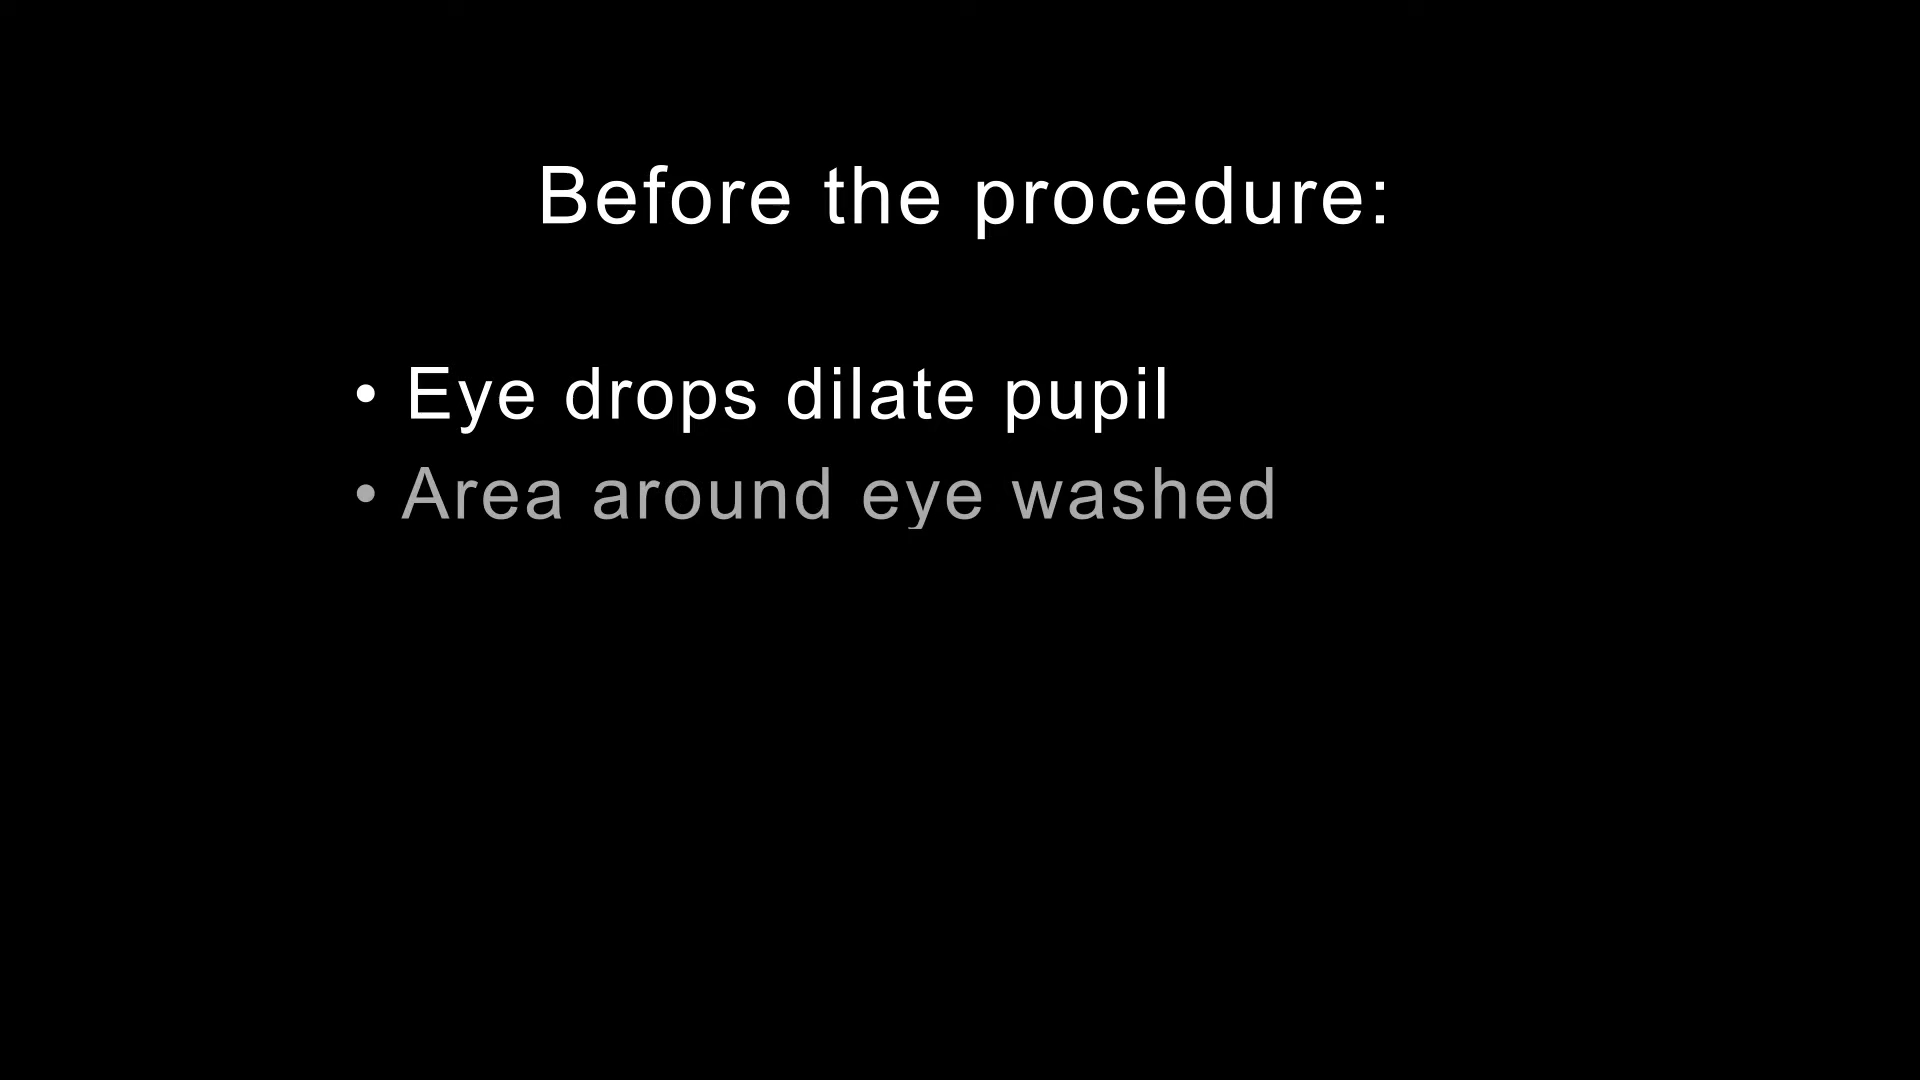 Before the procedure:
• Eye drops dilate pupil
• Area around eye washed